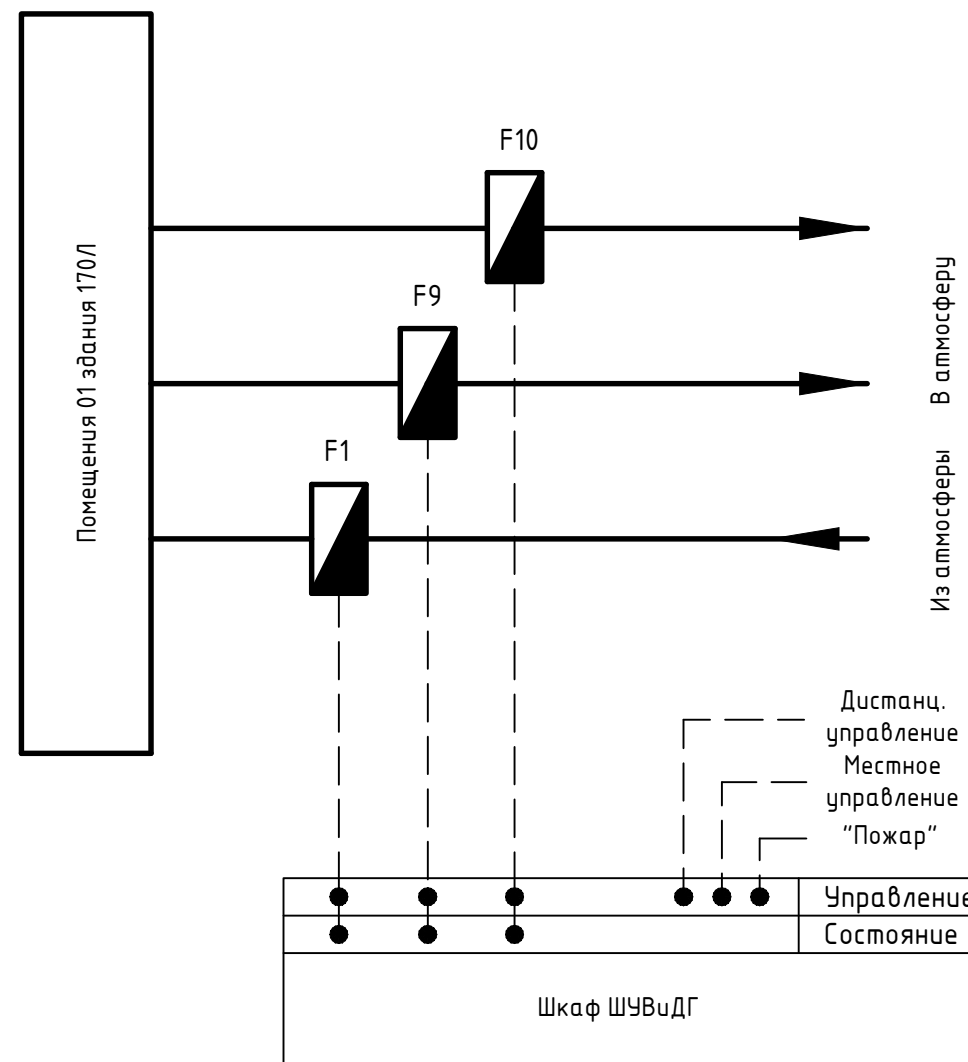 F10
F9
F1
Помещения 01 здания 170Л
В атмосферу
Из атмосферы
Дистанц.
управление
Местное
управление
"Пожар"
Управление
Состояние
Шкаф ШУВиДГ